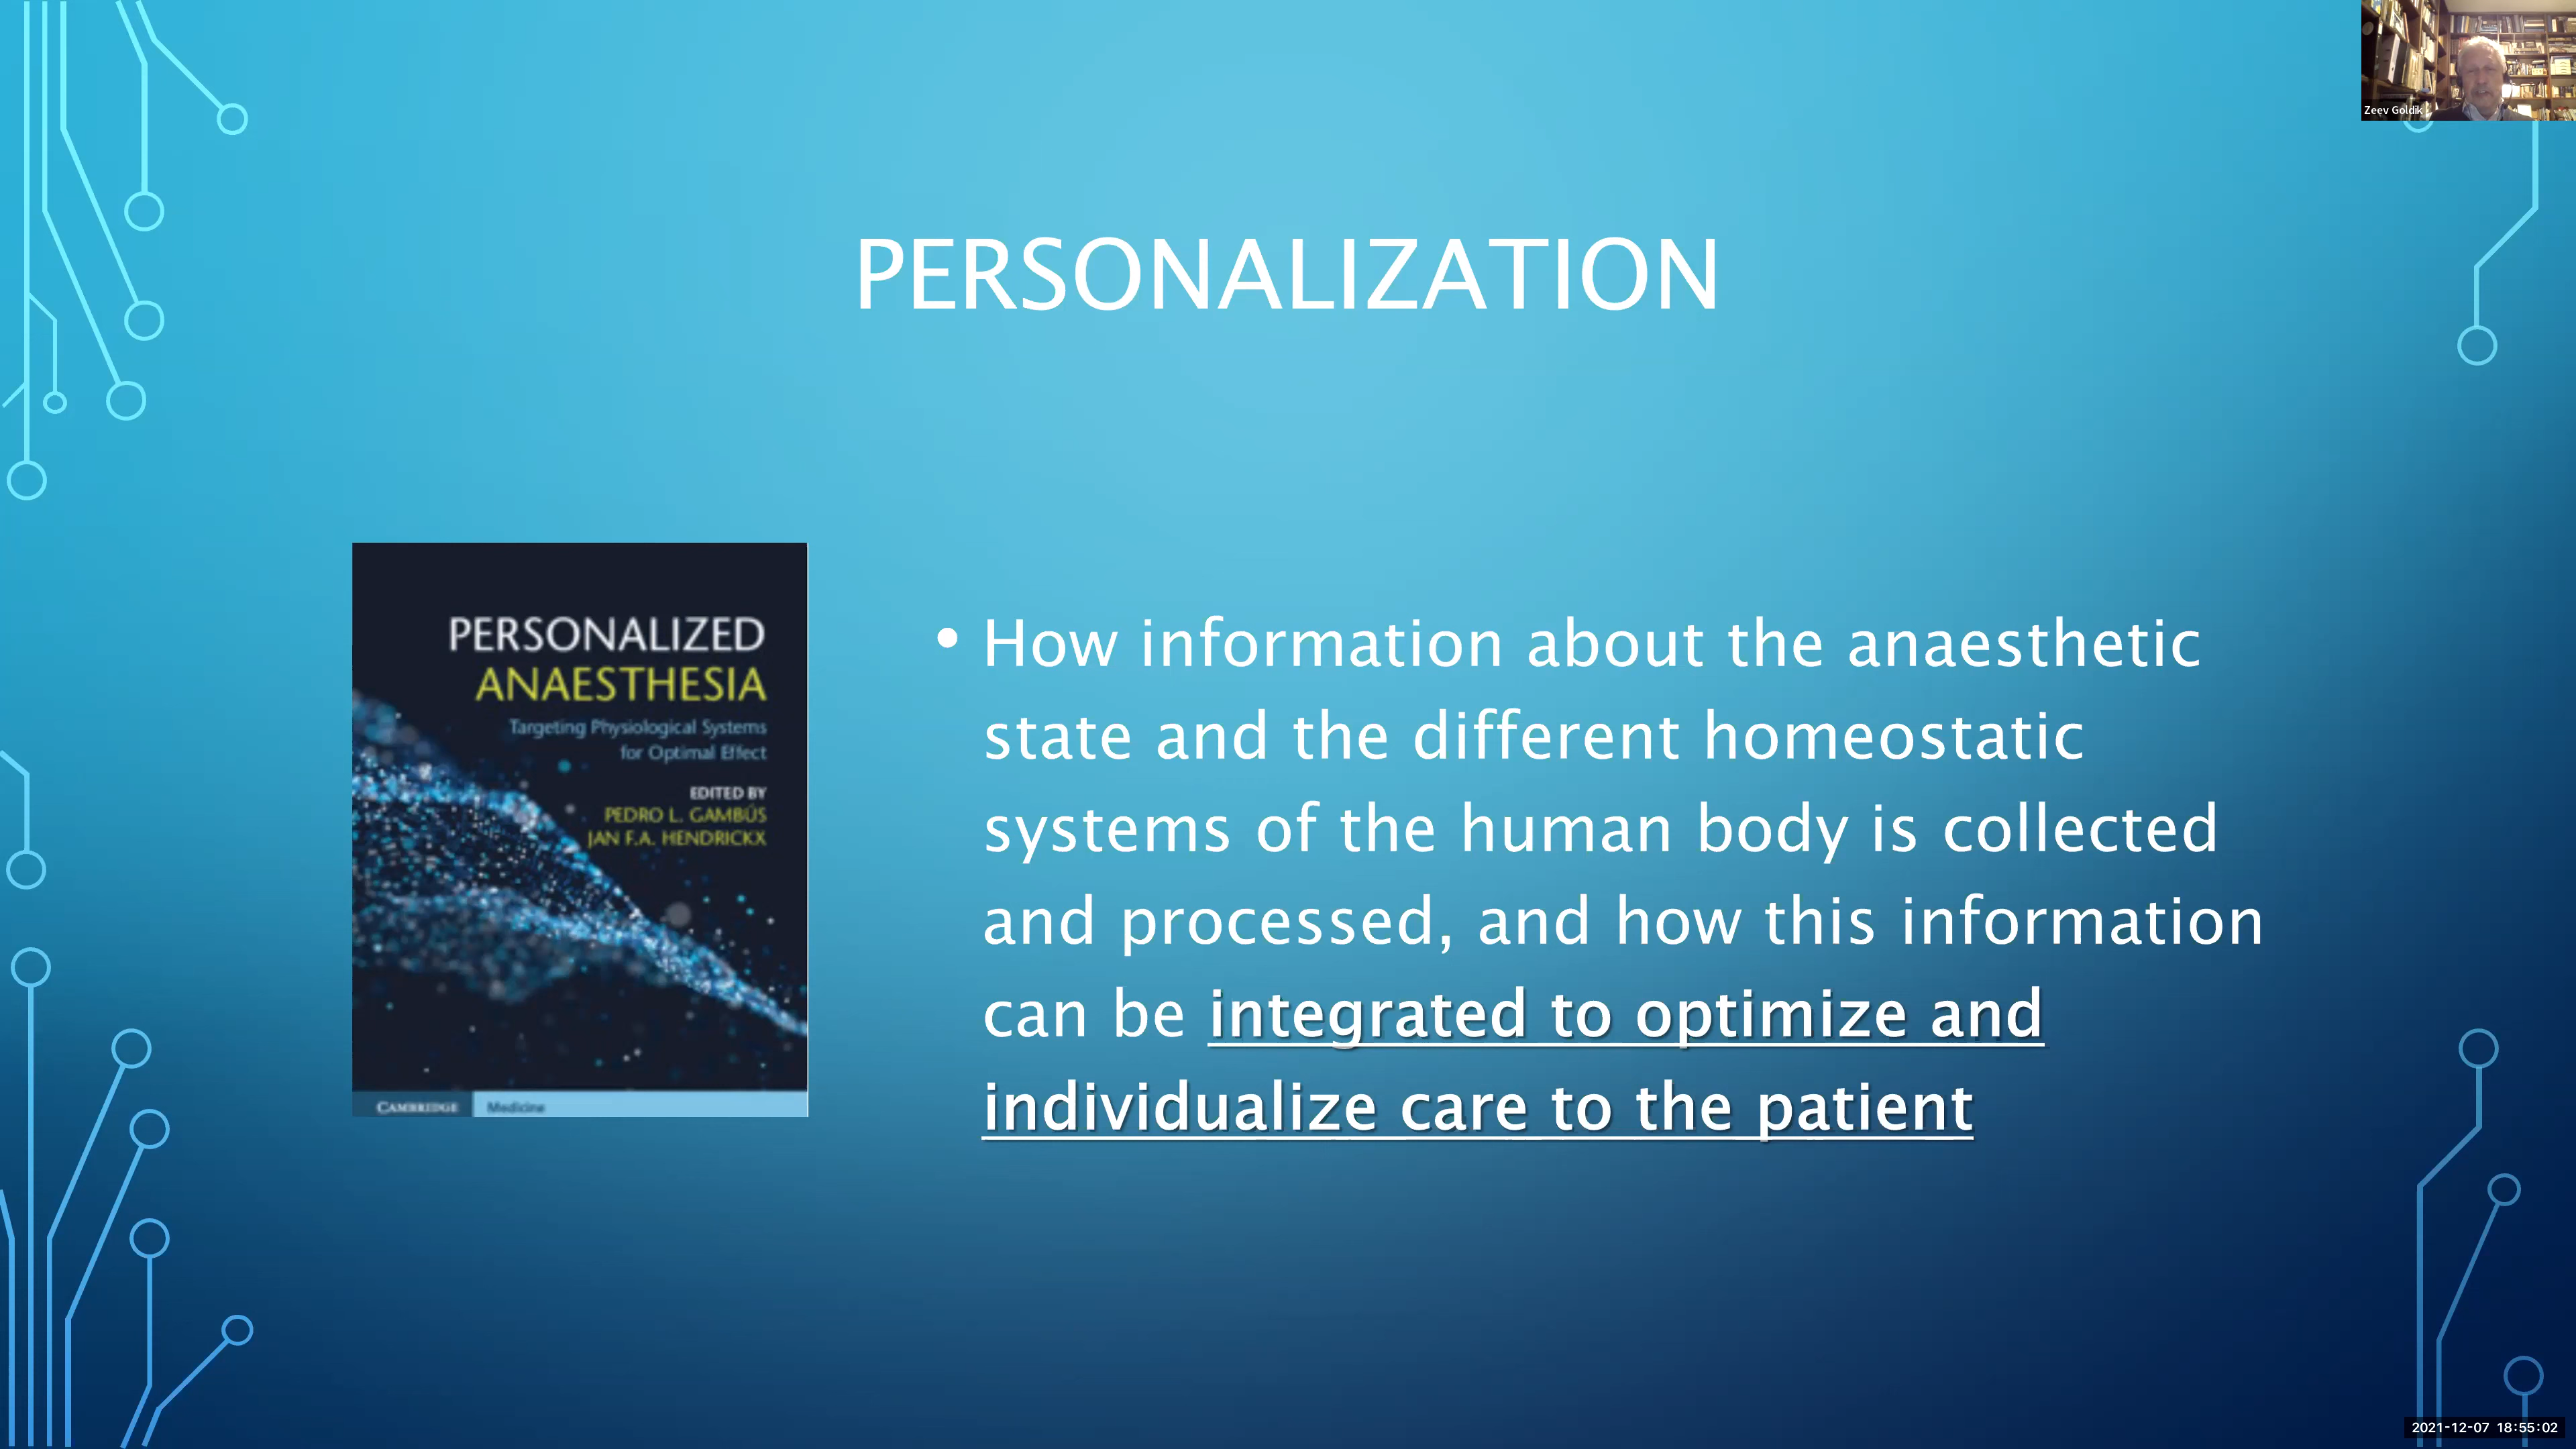 Zeev Goldik
PERSONALIZATION
PERSONALIZED
ANAESTHESIA
Targeting Physiological Systems
for Optimal Effect
EDITED BY
PEDRO L. GAMBÚS
JAN F.A. HENDRICKX
CAMBRIDGE Medicine
• How information about the anaesthetic
state and the different homeostatic
systems of the human body is collected
and processed, and how this information
can be integrated to optimize and
individualize care to the patient
2021-12-07 18:55:02